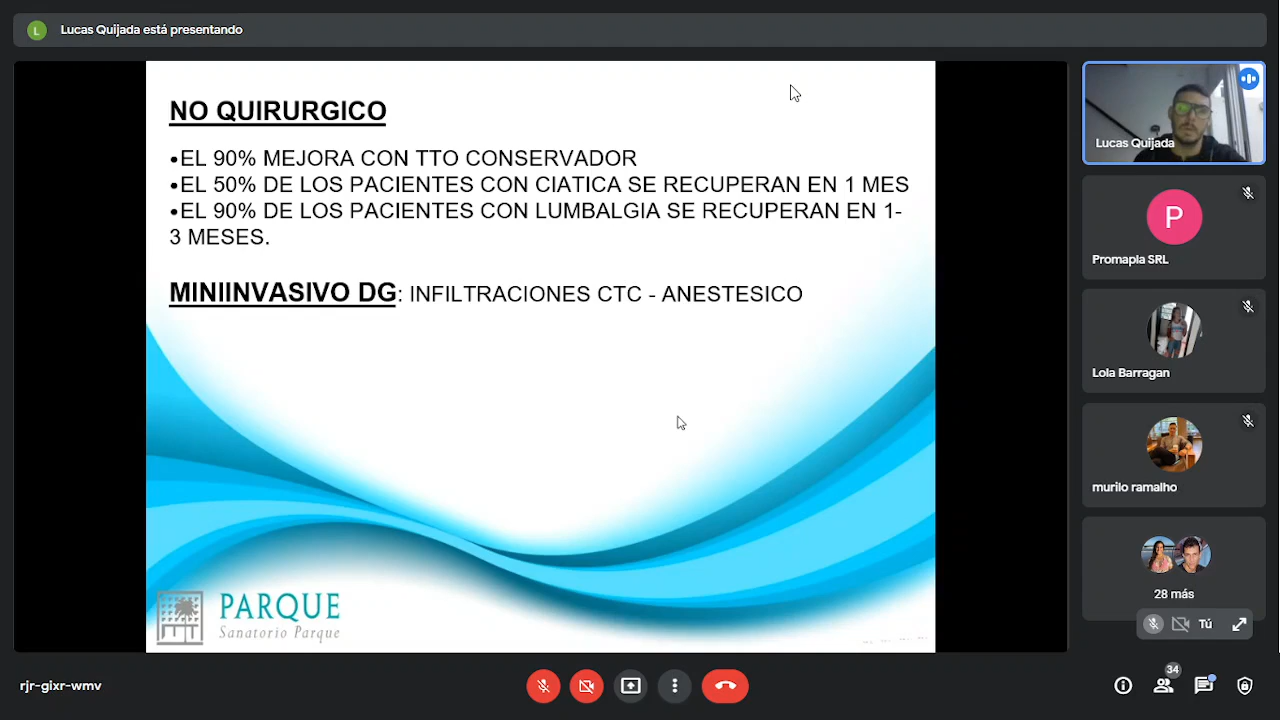 L
Lucas Quijada está presentando
NO QUIRURGICO
•EL 90% MEJORA CON TTO CONSERVADOR
•EL 50% DE LOS PACIENTES CON CIATICA SE RECUPERAN EN 1 MES
•EL 90% DE LOS PACIENTES CON LUMBALGIA SE RECUPERAN EN 1-
3 MESES.
MINIINVASIVO DG: INFILTRACIONES CTC - ANESTESICO
PARQUE
Sanatorio Parque
Lucas Quijada
P
Promapla SRL
Lola Barragan
murilo ramalho
28 más
Tú
rjr-gixr-wmv
34